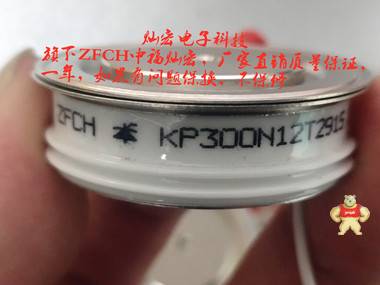 灿宏电子科技
旗下ZFCH中福灿宏，厂家直销质量保证，
一年，如果有问题保换，不保修
ZFCH KP300N12T2915